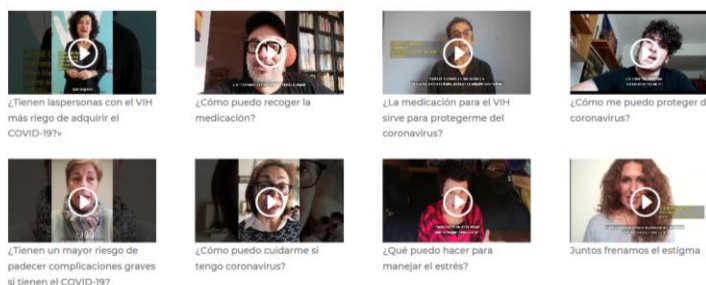 ¿Tienen laspersonas con el VIH
más riego de adquirir el
COVID-19?»
¿Cómo puedo recoger la
medicación?
¿La medicación para el VIH
sirve para protegerme del
coronavirus?
¿Cómo me puedo proteger d
coronavirus?
¿Tienen un mayor riesgo de
padecer complicaciones graves
si tienen el COVID-19?
¿Cómo puedo cuidarme si
tengo coronavirus?
¿Qué puedo hacer para
manejar el estrés?
Juntos frenamos el estigma